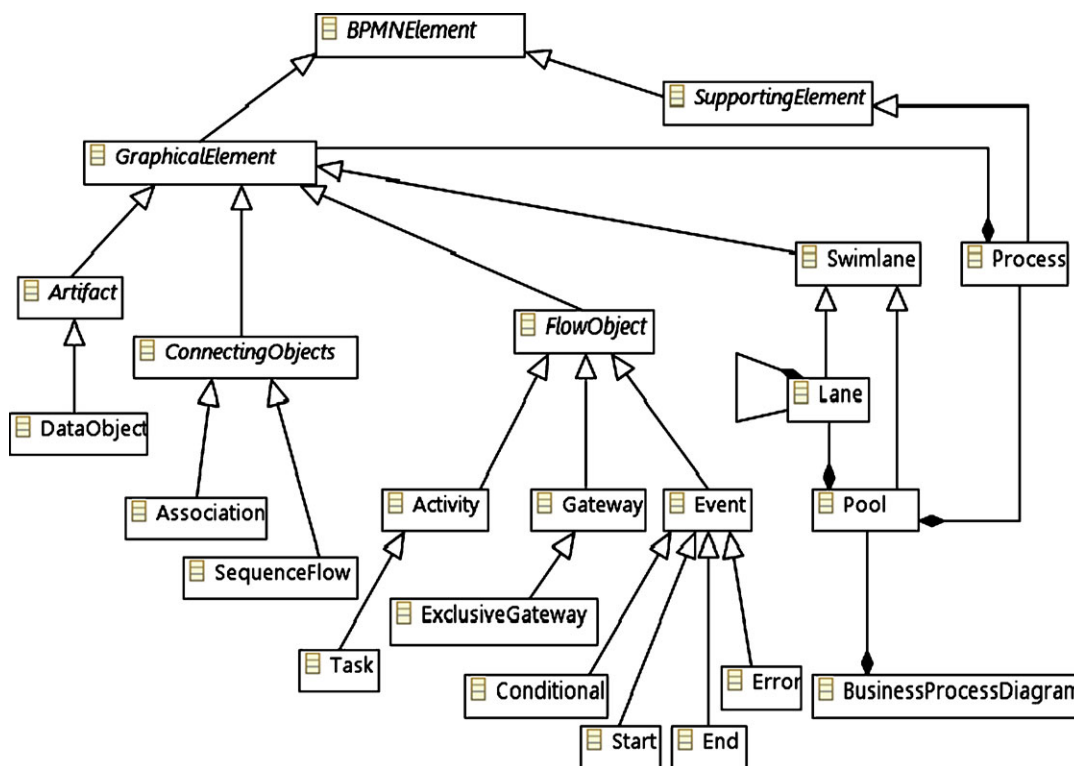 BPMNElement
SupportingElement
GraphicalElement
Swimlane
Process
Artifact
FlowObject
ConnectingObjects
Lane
DataObject
Activity
Gateway
Event
Pool
Association
SequenceFlow
ExclusiveGateway
Task
Conditional
Error
BusinessProcessDiagram
Start
End